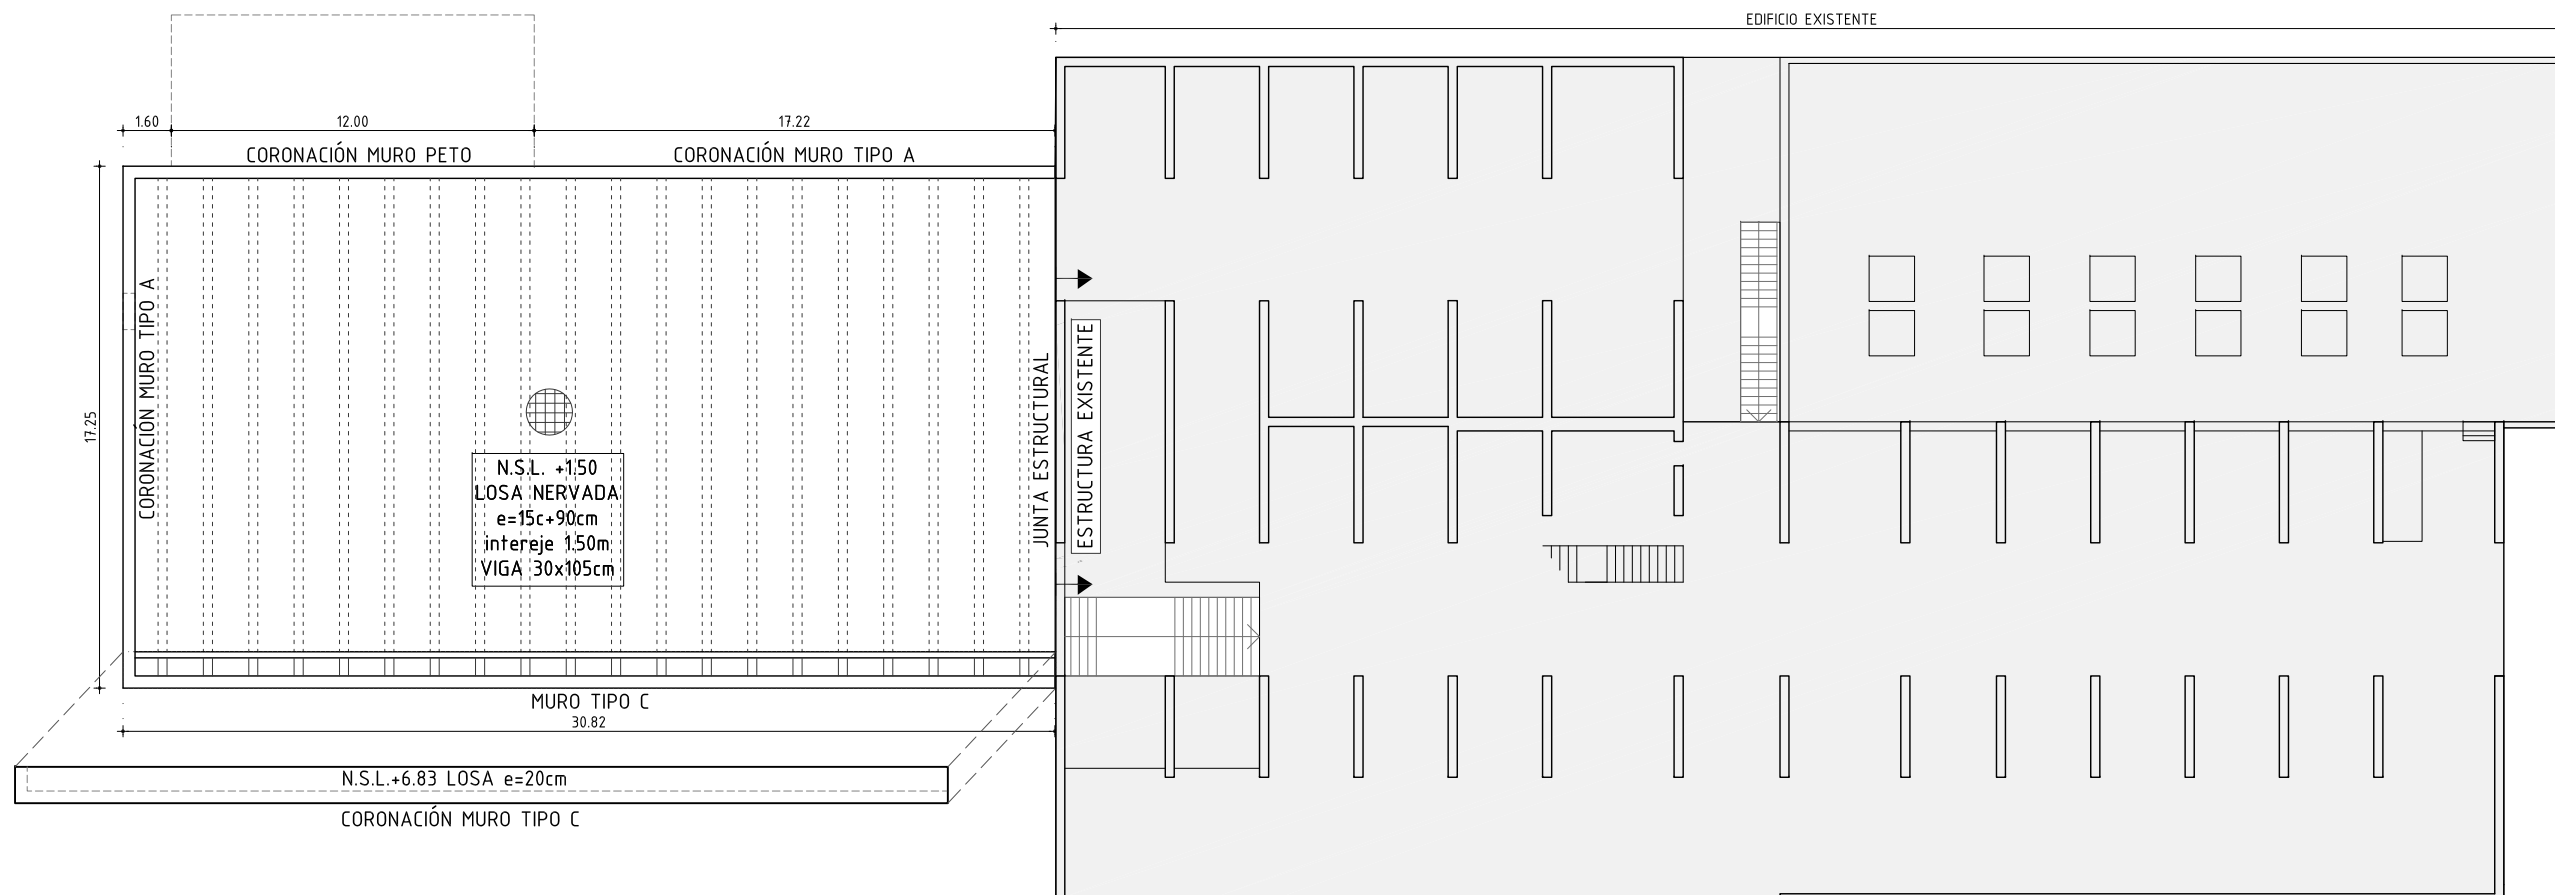 EDIFICIO EXISTENTE
1.60
12.00
17.22
CORONACIÓN MURO PETO
CORONACIÓN MURO TIPO A
CORONACIÓN MURO TIPO A
17.25
N.S.L. +1.50
LOSA NERVADA
e=15c+90cm
intereje 1.50m
VIGA 30x105cm
JUNTA ESTRUCTURAL
ESTRUCTURA EXISTENTE
MURO TIPO C
30.82
N.S.L.+6.83 LOSA e=20cm
CORONACIÓN MURO TIPO C